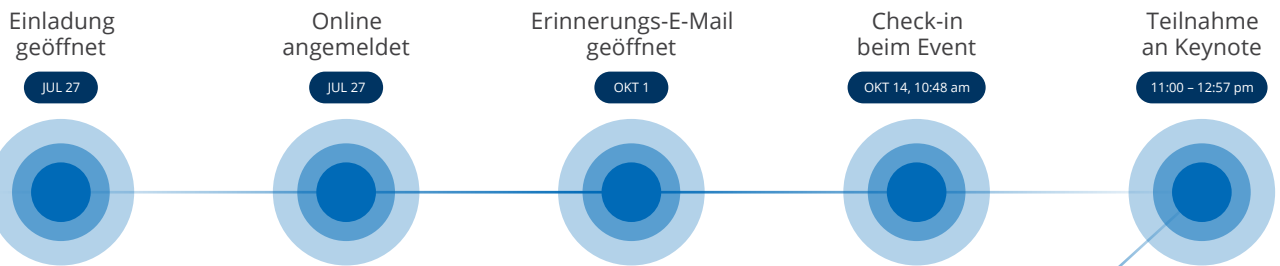 Einladung
geöffnet
JUL 27
Online
angemeldet
JUL 27
Erinnerungs-E-Mail
geöffnet
OKT 1
Check-in
beim Event
OKT 14, 10:48 am
Teilnahme
an Keynote
11:00 – 12:57 pm